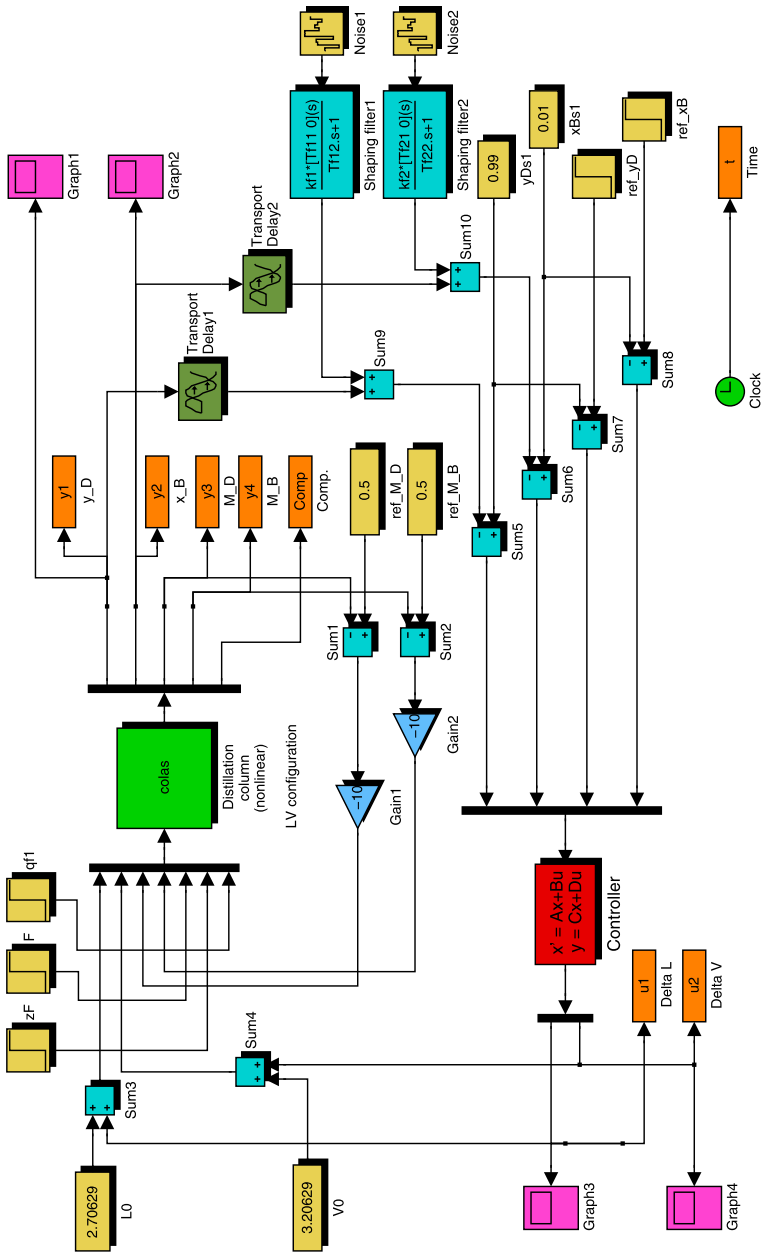 zF
F
qf1
colas
Distillation
column
(nonlinear)
LV configuration
y1
y_D
y2
x_B
y3
M_D
y4
M_B
Comp
Comp.
Graph1
Graph2
Transport
Delay1
Transport
Delay2
Noise1
Noise2
kf1*[Tf11 0](s)
Tf12.s+1
Shaping filter1
kf2*[Tf21 0](s)
Tf22.s+1
Shaping filter2
0.99
yDs1
0.01
xBs1
ref_yD
ref_xB
+
+
Sum9
+
+
Sum10
0.5
ref_M_D
0.5
ref_M_B
−
+
Sum1
−
+
Sum2
−10
Gain1
−10
Gain2
−
+
Sum5
−
+
Sum6
−
+
Sum7
−
+
Sum8
2.70629
L0
+
+
Sum3
3.20629
V0
+
+
Sum4
x' = Ax+Bu
y = Cx+Du
Controller
u1
Delta L
u2
Delta V
Graph3
Graph4
Clock
t
Time